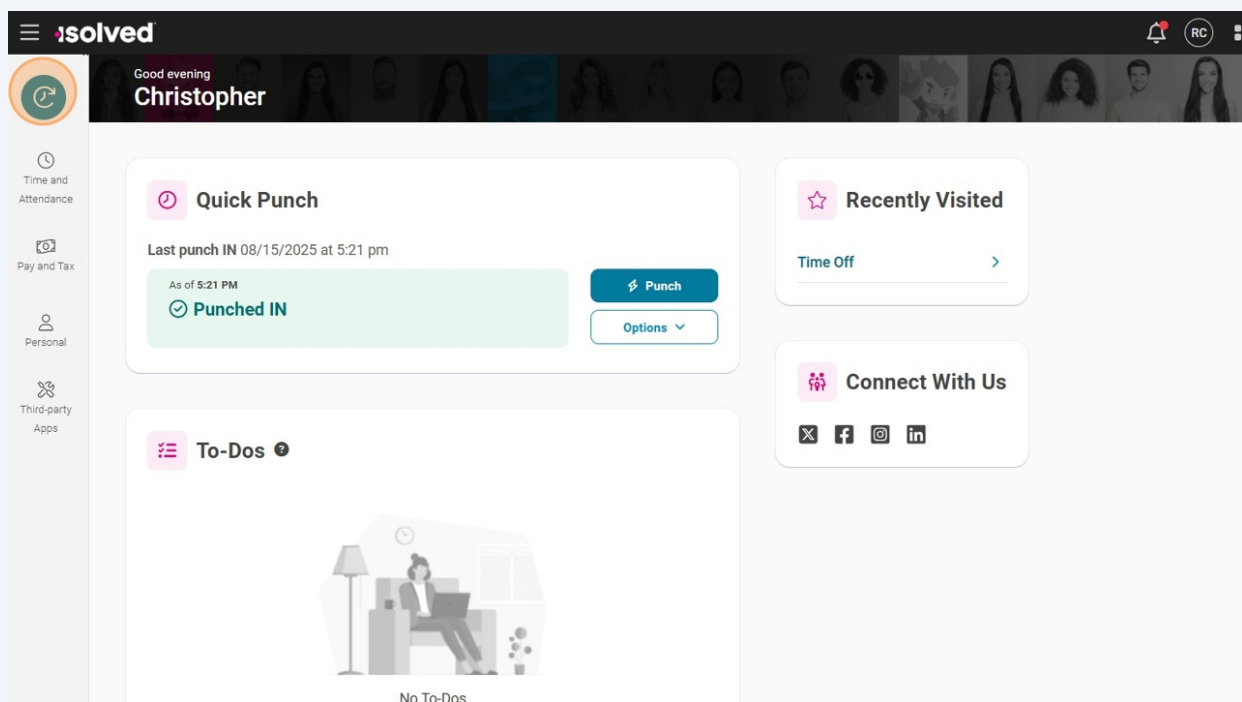 isolved
RC
Good evening
Christopher
Time and
Attendance
Pay and Tax
Personal
Third-party
Apps
Quick Punch
Last punch IN 08/15/2025 at 5:21 pm
As of 5:21 PM
Punched IN
Punch
Options
To-Dos
No To-Dos
Recently Visited
Time Off
Connect With Us